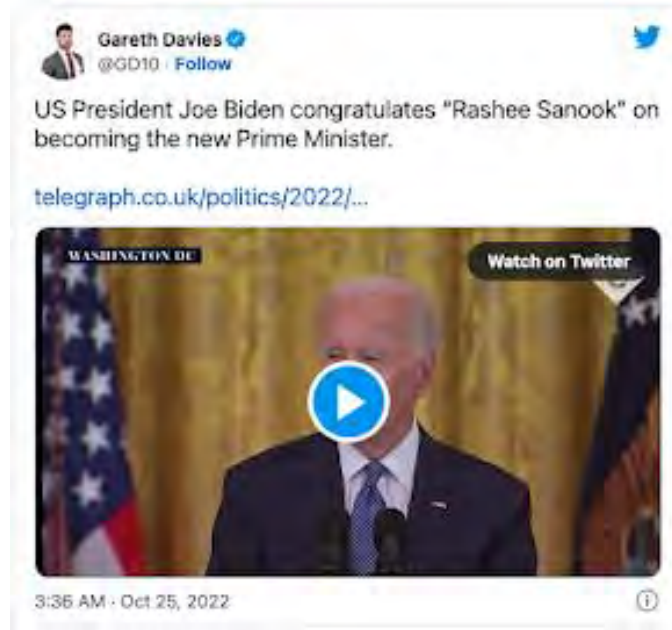 Gareth Davies
@GD10 · Follow
US President Joe Biden congratulates "Rashee Sanook" on
becoming the new Prime Minister.
telegraph.co.uk/politics/2022/...
WASHINGTON DC
Watch on Twitter
3:36 AM · Oct 25, 2022